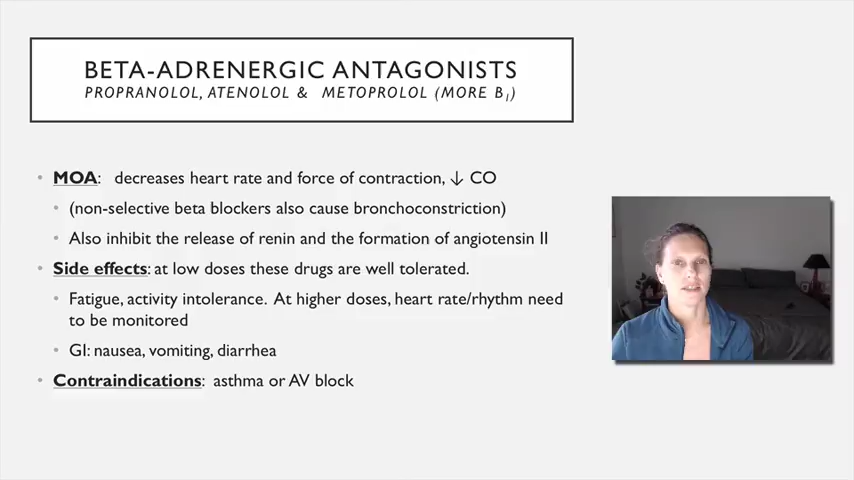 BETA-ADRENERGIC ANTAGONISTS
PROPRANOLOL, ATENOLOL & METOPROLOL (MORE B₁)
• MOA: decreases heart rate and force of contraction, ↓ CO
• (non-selective beta blockers also cause bronchoconstriction)
• Also inhibit the release of renin and the formation of angiotensin II
• Side effects: at low doses these drugs are well tolerated.
• Fatigue, activity intolerance. At higher doses, heart rate/rhythm need
to be monitored
• GI: nausea, vomiting, diarrhea
• Contraindications: asthma or AV block